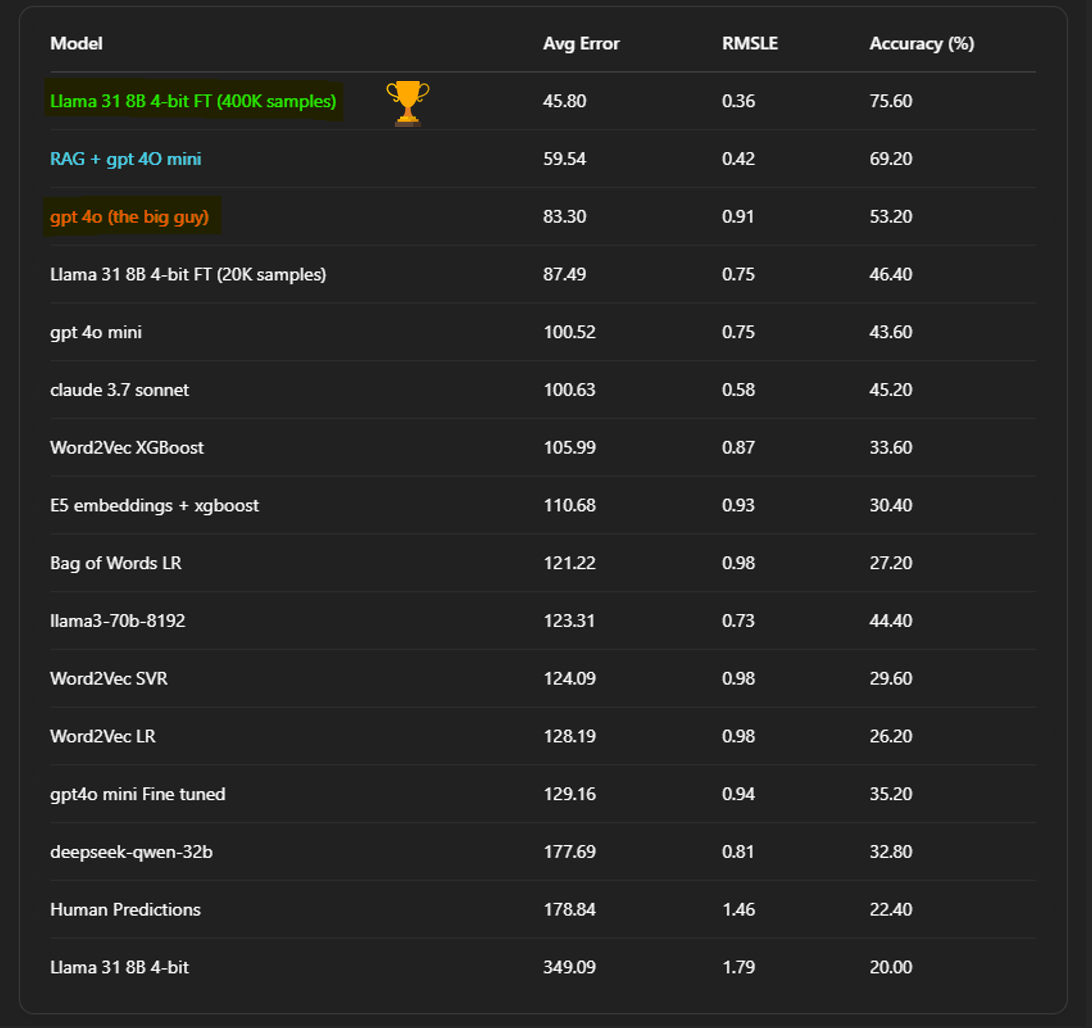 Model Avg Error RMSLE Accuracy (%)
Llama 31 8B 4-bit FT (400K samples) 45.80 0.36 75.60
RAG + gpt 4O mini 59.54 0.42 69.20
gpt 4o (the big guy) 83.30 0.91 53.20
Llama 31 8B 4-bit FT (20K samples) 87.49 0.75 46.40
gpt 4o mini 100.52 0.75 43.60
claude 3.7 sonnet 100.63 0.58 45.20
Word2Vec XGBoost 105.99 0.87 33.60
E5 embeddings + xgboost 110.68 0.93 30.40
Bag of Words LR 121.22 0.98 27.20
llama3-70b-8192 123.31 0.73 44.40
Word2Vec SVR 124.09 0.98 29.60
Word2Vec LR 128.19 0.98 26.20
gpt4o mini Fine tuned 129.16 0.94 35.20
deepseek-qwen-32b 177.69 0.81 32.80
Human Predictions 178.84 1.46 22.40
Llama 31 8B 4-bit 349.09 1.79 20.00